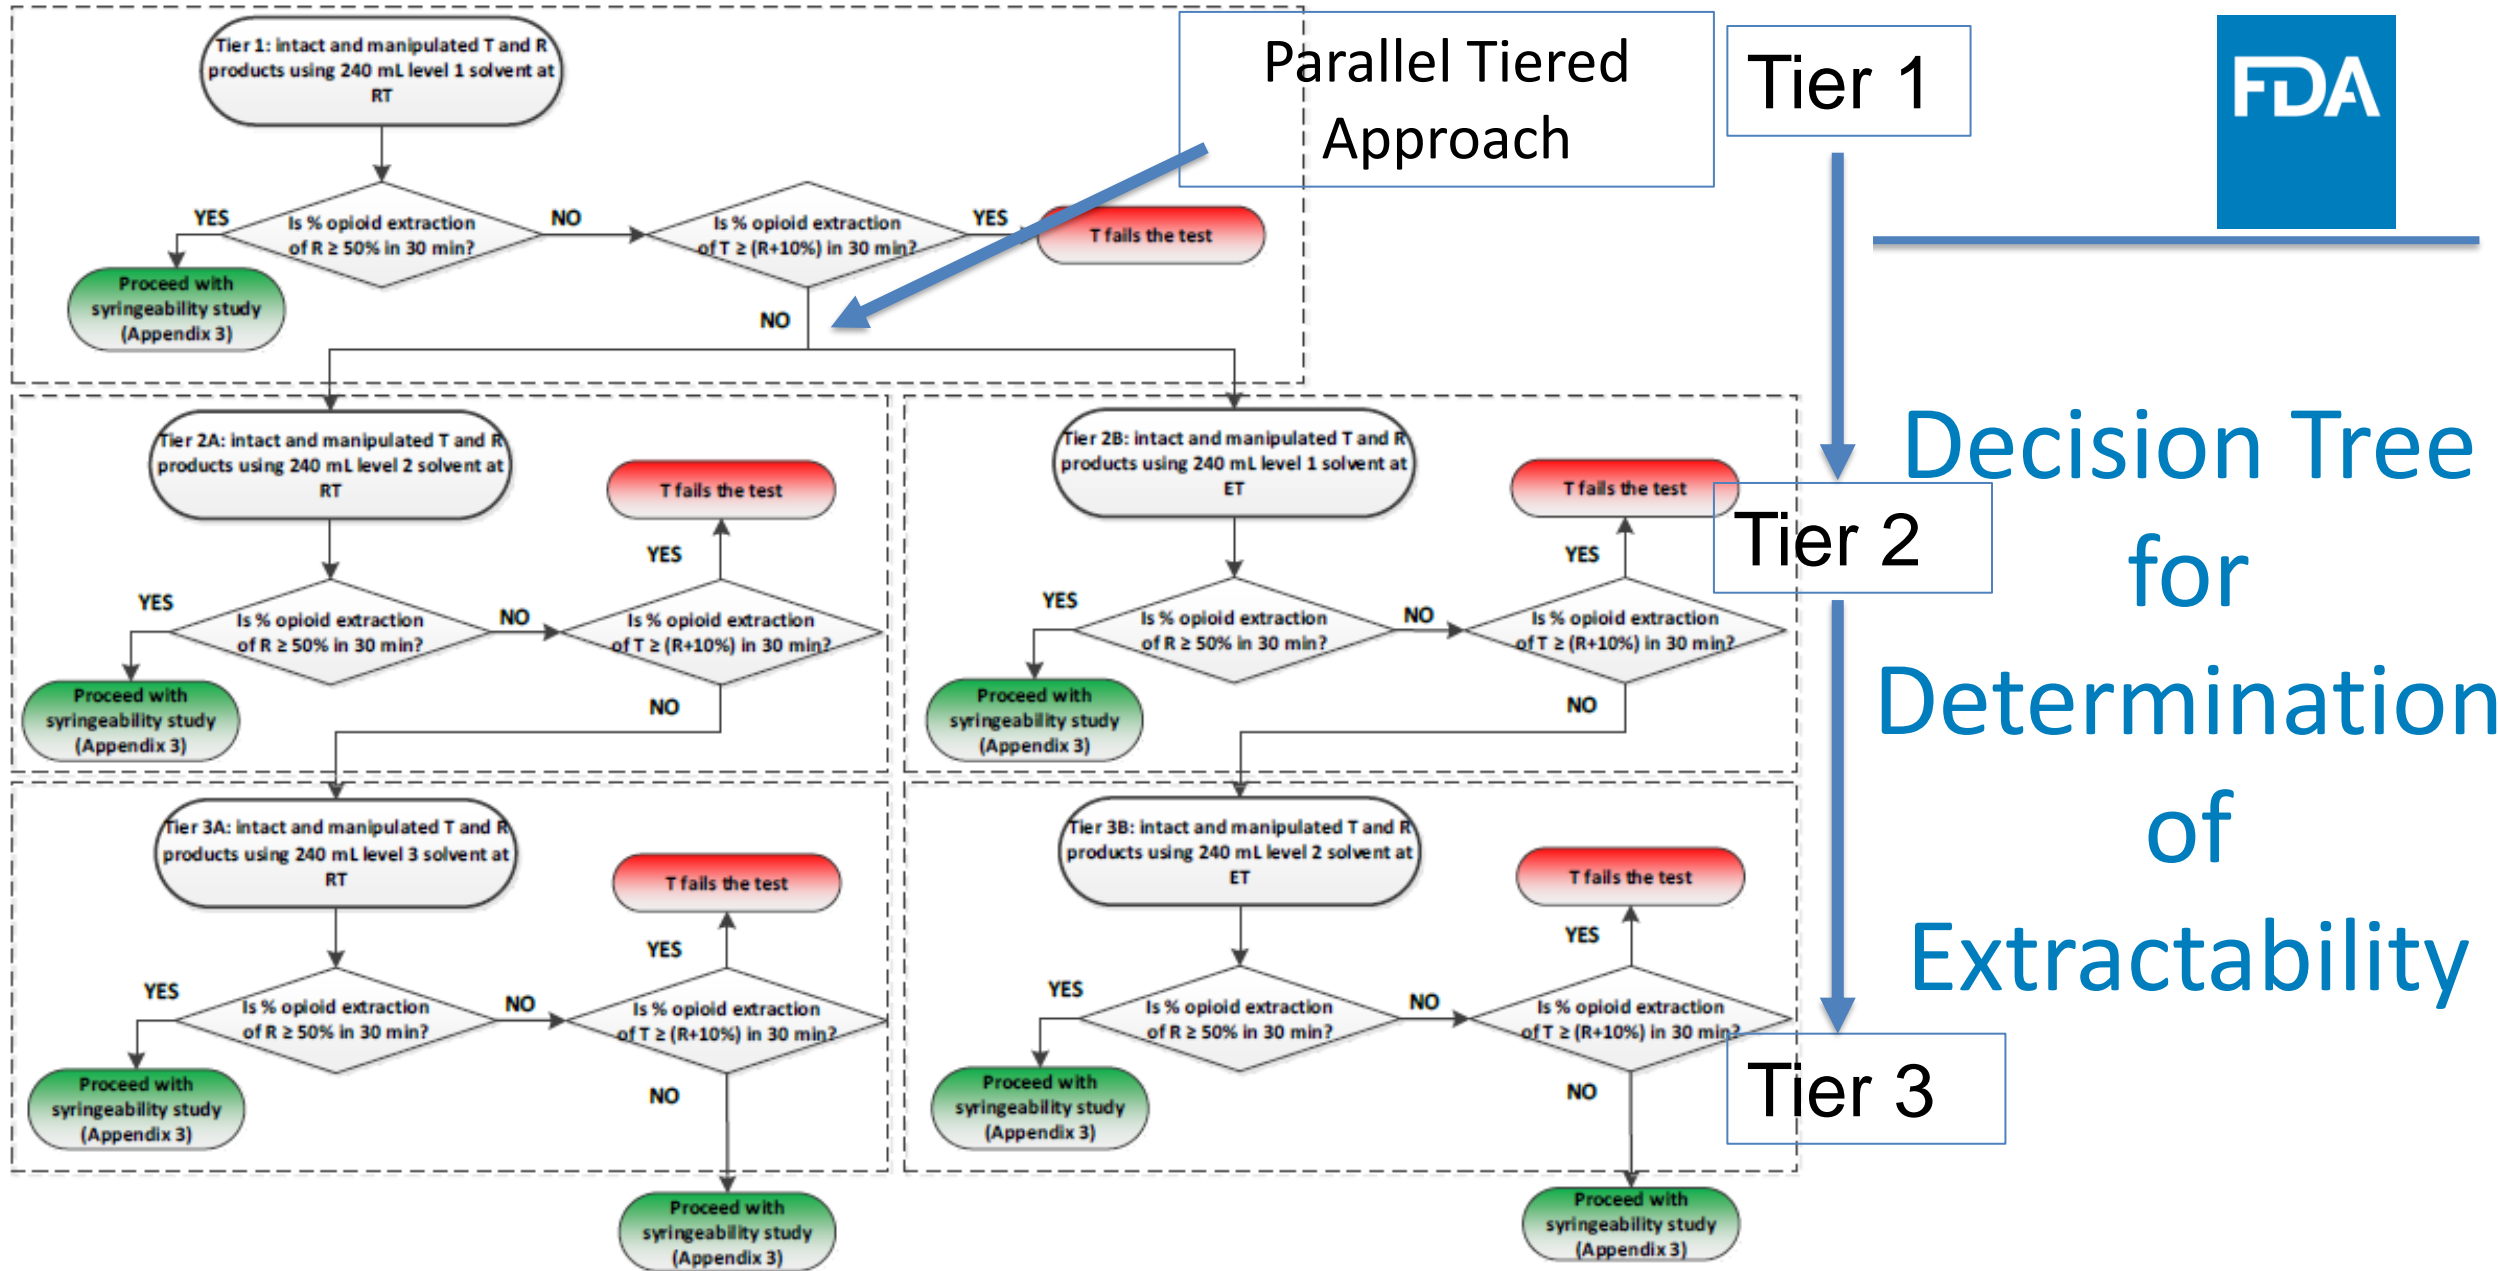 Tier 1: intact and manipulated T and R
products using 240 mL level 1 solvent at
RT
Parallel Tiered
Approach
Tier 1
FDA
YES
Is % opioid extraction
of R ≥ 50% in 30 min?
NO
Is % opioid extraction
of T ≥ (R+10%) in 30 min?
YES
T fails the test
Proceed with
syringeability study
(Appendix 3)
NO
Tier 2A: intact and manipulated T and R
products using 240 mL level 2 solvent at
RT
T fails the test
YES
YES
Is % opioid extraction
of R ≥ 50% in 30 min?
NO
Is % opioid extraction
of T ≥ (R+10%) in 30 min?
Proceed with
syringeability study
(Appendix 3)
NO
Tier 2B: intact and manipulated T and R
products using 240 mL level 1 solvent at
ET
T fails the test
YES
YES
Is % opioid extraction
of R ≥ 50% in 30 min?
NO
Is % opioid extraction
of T ≥ (R+10%) in 30 min?
Proceed with
syringeability study
(Appendix 3)
NO
Tier 2
Decision Tree
for
Determination
of
Extractability
Tier 3A: intact and manipulated T and R
products using 240 mL level 3 solvent at
RT
T fails the test
YES
YES
Is % opioid extraction
of R ≥ 50% in 30 min?
NO
Is % opioid extraction
of T ≥ (R+10%) in 30 min?
Proceed with
syringeability study
(Appendix 3)
NO
Proceed with
syringeability study
(Appendix 3)
Tier 3B: intact and manipulated T and R
products using 240 mL level 2 solvent at
ET
T fails the test
YES
YES
Is % opioid extraction
of R ≥ 50% in 30 min?
NO
Is % opioid extraction
of T ≥ (R+10%) in 30 min?
Proceed with
syringeability study
(Appendix 3)
NO
Proceed with
syringeability study
(Appendix 3)
Tier 3